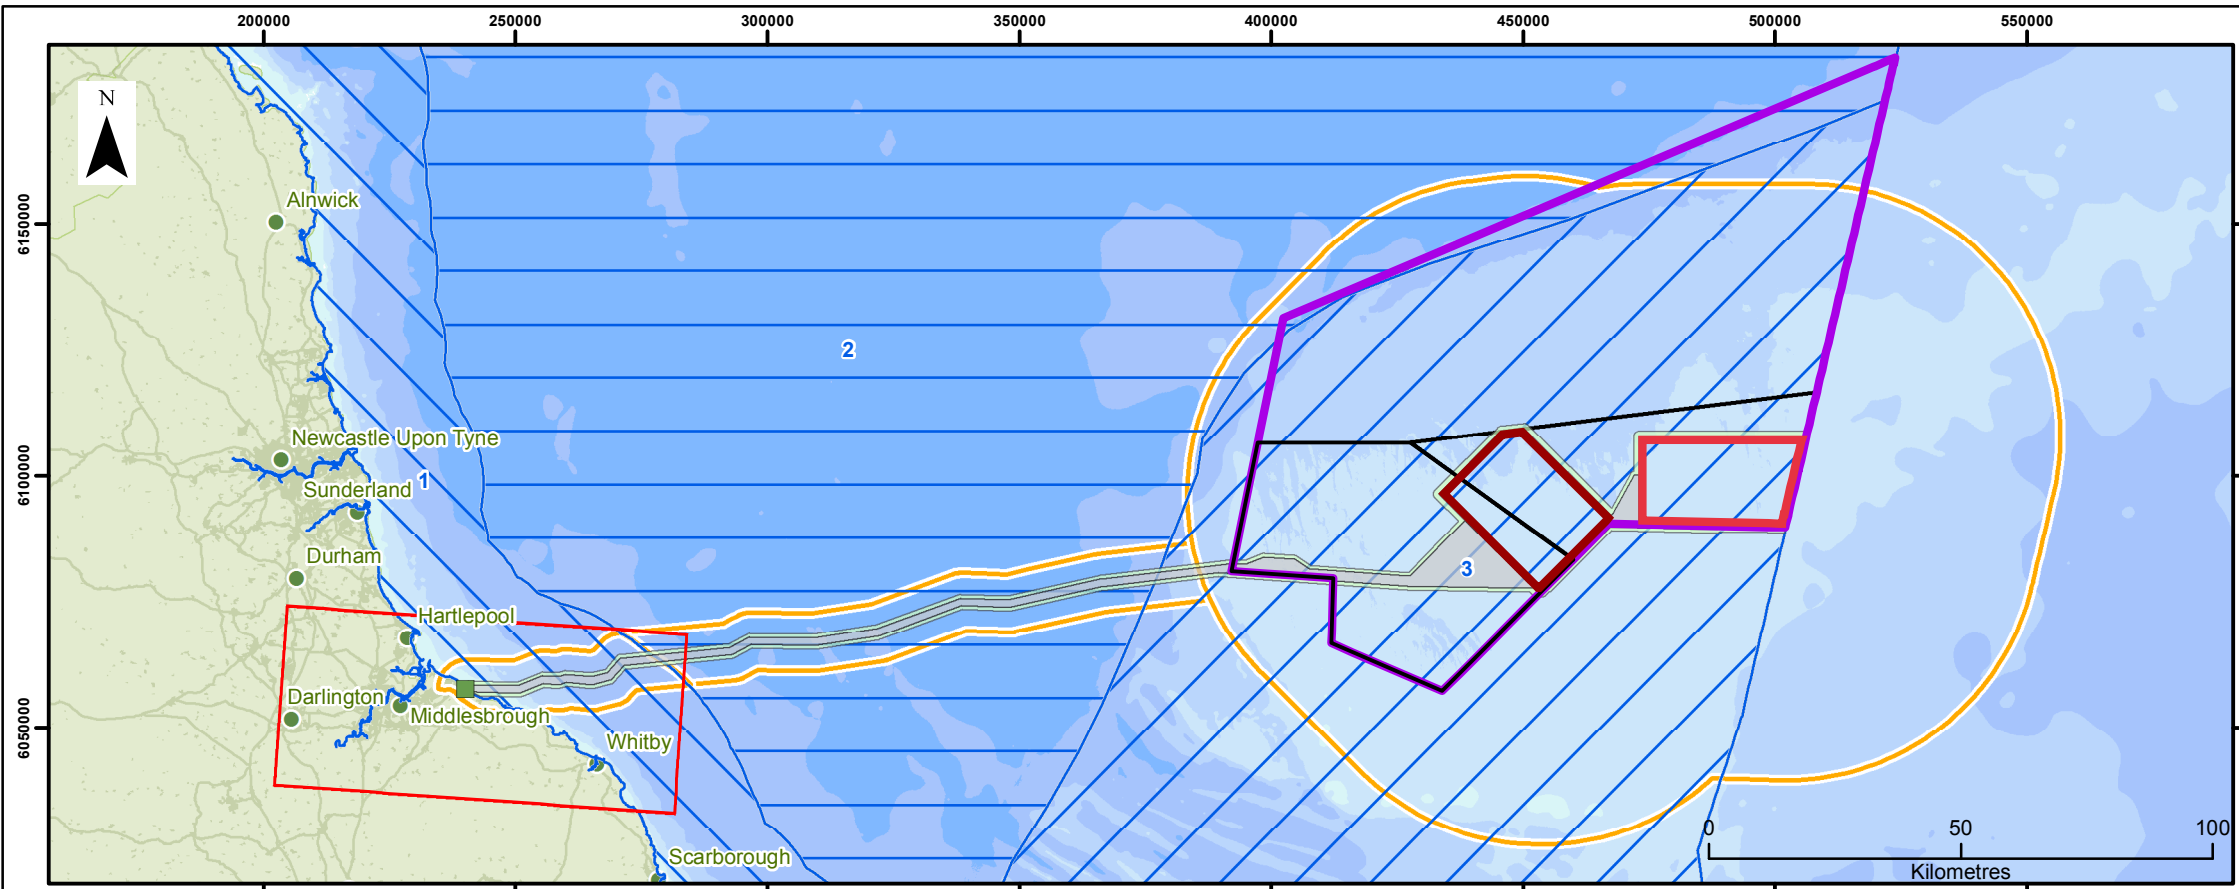 200000 250000 300000 350000 400000 450000 500000 550000
N
Alnwick
6150000
2
Newcastle Upon Tyne
6100000
1
Sunderland
Durham
3
Hartlepool
Darlington
Middlesbrough
6050000
Whitby
0 50 100
Scarborough
Kilometres